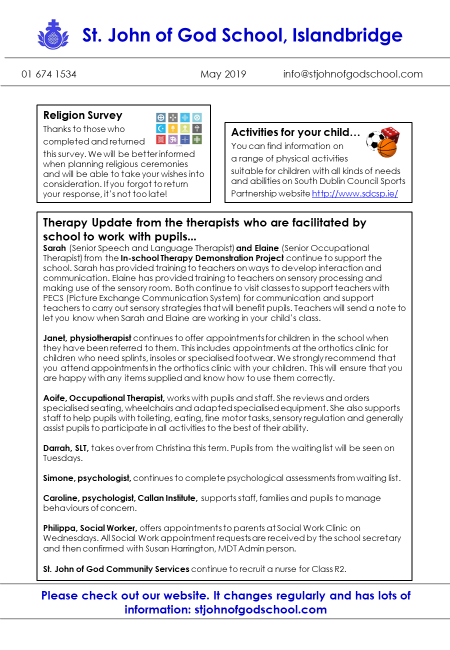 St. John of God School, Islandbridge
01 674 1534 May 2019 info@stjohnofgodschool.com
Religion Survey
Thanks to those who
completed and returned
this survey. We will be better informed
when planning religious ceremonies
and will be able to take your wishes into
consideration. If you forgot to return
your response, it's not too late!
Activities for your child…
You can find information on
a range of physical activities
suitable for children with all kinds of needs
and abilities on South Dublin Council Sports
Partnership website http://www.sdcsp.ie/
Therapy Update from the therapists who are facilitated by
school to work with pupils...
Sarah (Senior Speech and Language Therapist) and Elaine (Senior Occupational
Therapist) from the In-school Therapy Demonstration Project continue to support the
school. Sarah has provided training to teachers on ways to develop interaction and
communication. Elaine has provided training to teachers on sensory processing and
making use of the sensory room. Both continue to visit classes to support teachers with
PECS (Picture Exchange Communication System) for communication and support
teachers to carry out sensory strategies that will benefit pupils. Teachers will send a note to
let you know when Sarah and Elaine are working in your child's class.
Janet, physiotherapist continues to offer appointments for children in the school when
they have been referred to them. This includes appointments at the orthotics clinic for
children who need splints, insoles or specialised footwear. We strongly recommend that
you attend appointments in the orthotics clinic with your children. This will ensure that you
are happy with any items supplied and know how to use them correctly.
Aoife, Occupational Therapist, works with pupils and staff. She reviews and orders
specialised seating, wheelchairs and adapted specialised equipment. She also supports
staff to help pupils with toileting, eating, fine motor tasks, sensory regulation and generally
assist pupils to participate in all activities to the best of their ability.
Darrah, SLT, takes over from Christina this term. Pupils from the waiting list will be seen on
Tuesdays.
Simone, psychologist, continues to complete psychological assessments from waiting list.
Caroline, psychologist, Callan Institute, supports staff, families and pupils to manage
behaviours of concern.
Philippa, Social Worker, offers appointments to parents at Social Work Clinic on
Wednesdays. All Social Work appointment requests are received by the school secretary
and then confirmed with Susan Harrington, MDT Admin person.
St. John of God Community Services continue to recruit a nurse for Class R2.
Please check out our website. It changes regularly and has lots of
information: stjohnofgodschool.com